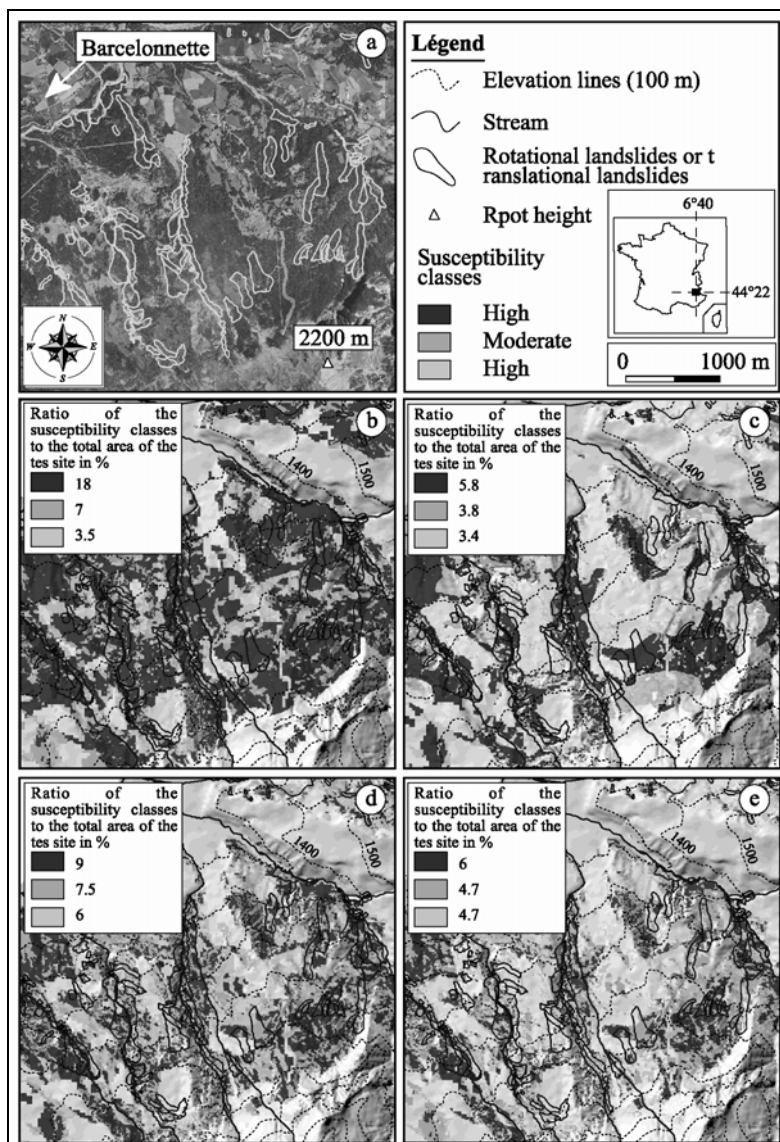 Barcelonnette
a
N
W E
S
2200 m
Légend
Elevation lines (100 m)
Stream
Rotational landslides or t
ranslational landslides
Rpot height
Susceptibility
classes
High
Moderate
High
6°40
44°22
0 1000 m
Ratio of the
susceptibility classes
to the total area of the
tes site in %
18
7
3.5
b
1400
1500
Ratio of the
susceptibility classes
to the total area of the
tes site in %
5.8
3.8
3.4
c
1400
1500
Ratio of the
susceptibility classes
to the total area of the
tes site in %
9
7.5
6
d
1400
1500
Ratio of the
susceptibility classes
to the total area of the
tes site in %
6
4.7
4.7
e
1400
1500